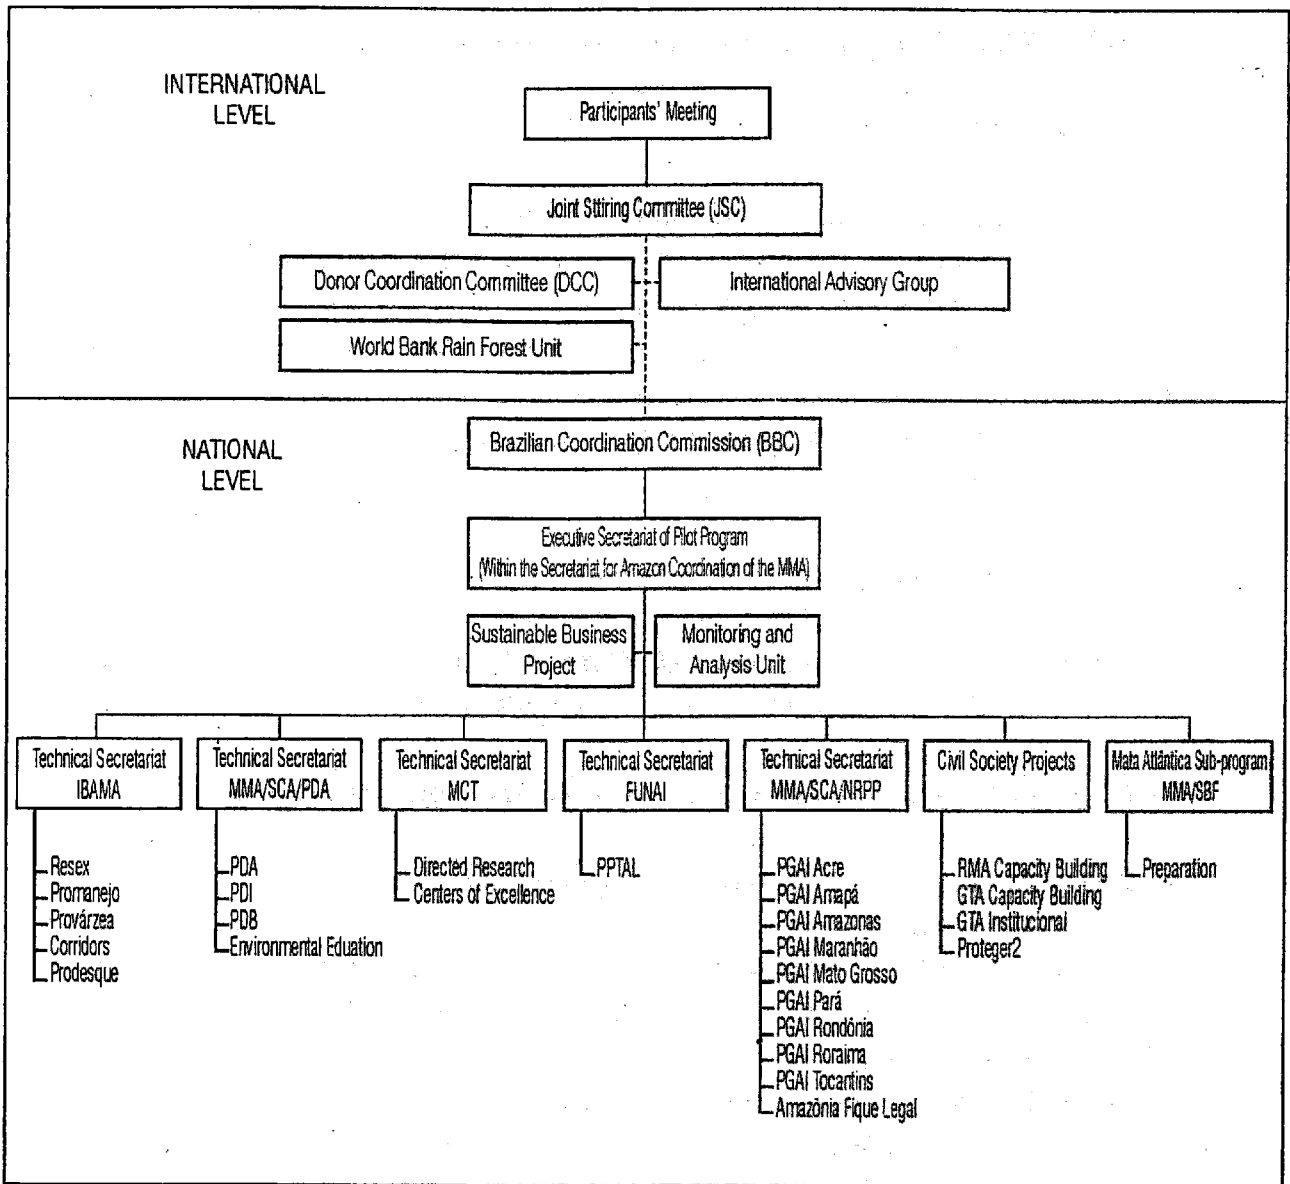 INTERNATIONAL
LEVEL
Participants' Meeting
Joint Sttiring Committee (JSC)
Donor Coordination Committee (DCC)
International Advisory Group
World Bank Rain Forest Unit
NATIONAL
LEVEL
Brazilian Coordination Commission (BBC)
Executive Secretariat of Pilot Program
(Within the Secretariat for Amazon Coordination of the MMA)
Sustainable Business
Project
Monitoring and
Analysis Unit
Technical Secretariat
IBAMA
Resex
Promanejo
Provárzea
Corridors
Prodesque
Technical Secretariat
MMA/SCA/PDA
PDA
PDI
PDB
Environmental Eduation
Technical Secretariat
MCT
Directed Research
Centers of Excellence
Technical Secretariat
FUNAI
PPTAL
Technical Secretariat
MMA/SCA/NRPP
PGAI Acre
PGAI Amapá
PGAI Amazonas
PGAI Maranhão
PGAI Mato Grosso
PGAI Pará
PGAI Rondônia
PGAI Roraima
PGAI Tocantins
Amazônia Fique Legal
Civil Society Projects
RMA Capacity Building
GTA Capacity Building
GTA Institucional
Proteger2
Mata Atlântica Sub-program
MMA/SBF
Preparation